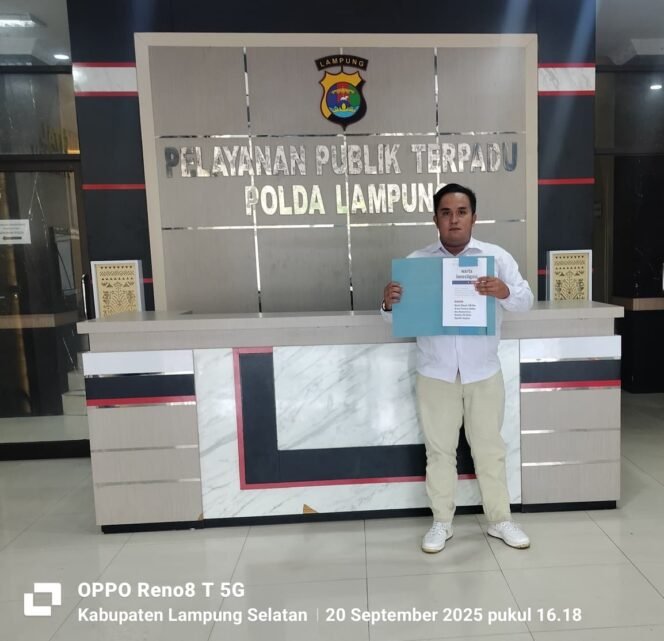 LAMPUNG
PELAYANAN PUBLIK TERPADU
POLDA LAMPUNG
OPPO Reno8 T 5G
Kabupaten Lampung Selatan | 20 September 2025 pukul 16.18